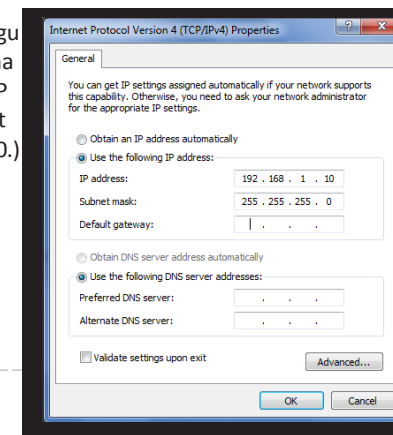 gu
na
P
t
0.)
Internet Protocol Version 4 (TCP/IPv4) Properties
General
You can get IP settings assigned automatically if your network supports
this capability. Otherwise, you need to ask your network administrator
for the appropriate IP settings.
Obtain an IP address automatically
Use the following IP address:
IP address: 192 . 168 . 1 . 10
Subnet mask: 255 . 255 . 255 . 0
Default gateway: . . .
Obtain DNS server address automatically
Use the following DNS server addresses:
Preferred DNS server: . . .
Alternate DNS server: . . .
Validate settings upon exit
Advanced...
OK Cancel